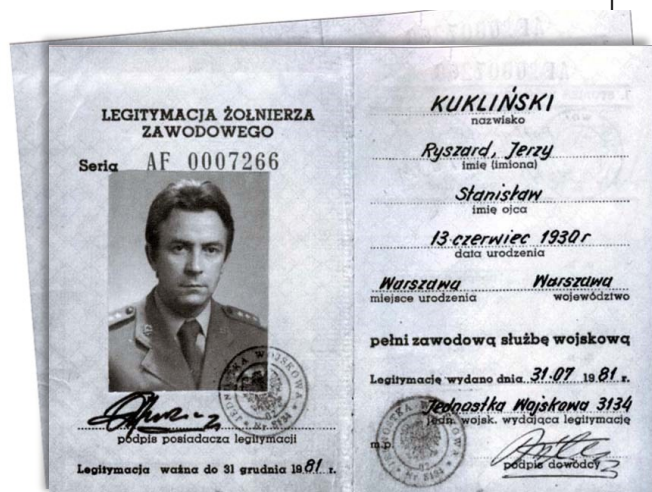 LEGITYMACJA ŻOŁNIERZA
ZAWODOWEGO
Seria AF 0007266
podpis posiadacza legitymacji
Legitymacja ważna do 31 grudnia 1981 r.
KUKLIŃSKI
nazwisko
Ryszard, Jerzy
imię (imiona)
Stanisław
imię ojca
13 czerwiec 1930 r
data urodzenia
Warszawa Warszawa
miejsce urodzenia województwo
pełni zawodową służbę wojskową
Legitymację wydano dnia 31.07 1981 r.
Jednostka Wojskowa 3134
jedn. wojsk. wydająca legitymację
m.p.
podpis dowódcy